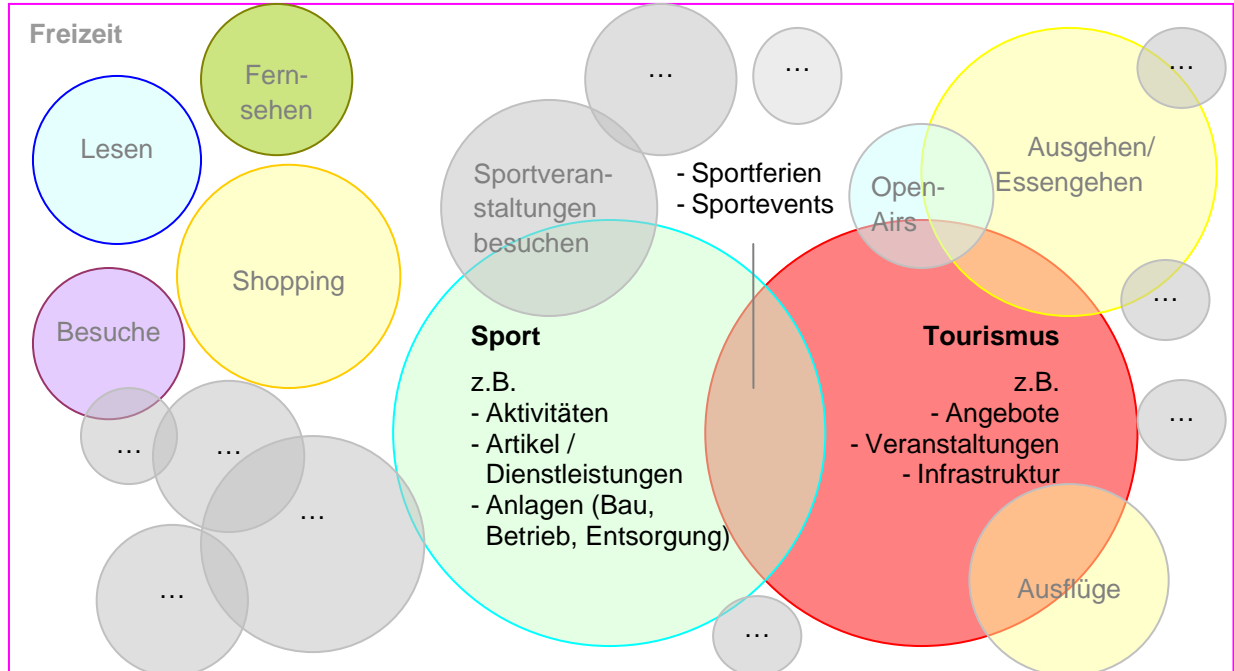 Freizeit
Fern-
sehen
Lesen
Shopping
Besuche
...
...
...
...
...
...
Sportveran-
staltungen
besuchen
- Sportferien
- Sportevents
Open-
Airs
Ausgehen/
Essengehen
...
...
...
Sport
z.B.
- Aktivitäten
- Artikel /
Dienstleistungen
- Anlagen (Bau,
Betrieb, Entsorgung)
Tourismus
z.B.
- Angebote
- Veranstaltungen
- Infrastruktur
Ausflüge
...